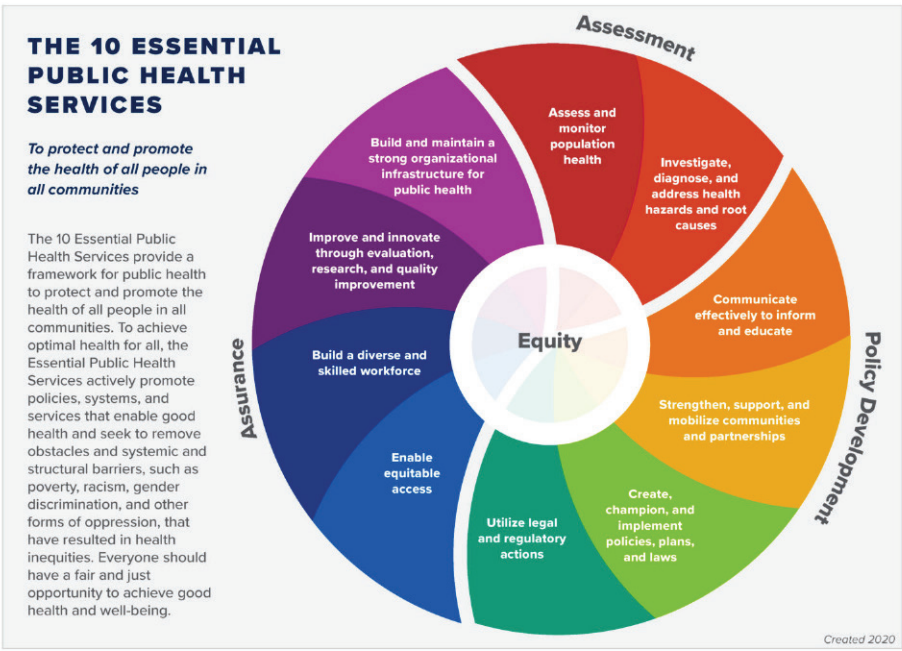 THE 10 ESSENTIAL
PUBLIC HEALTH
SERVICES
To protect and promote
the health of all people in
all communities
The 10 Essential Public
Health Services provide a
framework for public health
to protect and promote the
health of all people in all
communities. To achieve
optimal health for all, the
Essential Public Health
Services actively promote
policies, systems, and
services that enable good
health and seek to remove
obstacles and systemic and
structural barriers, such as
poverty, racism, gender
discrimination, and other
forms of oppression, that
have resulted in health
inequities. Everyone should
have a fair and just
opportunity to achieve good
health and well-being.
Assessment
Assess and
monitor
population
health
Investigate,
diagnose, and
address health
hazards and root
causes
Policy Development
Communicate
effectively to inform
and educate
Strengthen, support, and
mobilize communities
and partnerships
Create,
champion, and
implement
policies, plans,
and laws
Utilize legal
and regulatory
actions
Assurance
Enable
equitable
access
Build a diverse and
skilled workforce
Improve and innovate
through evaluation,
research, and quality
improvement
Build and maintain a
strong organizational
infrastructure for
public health
Equity
Created 2020